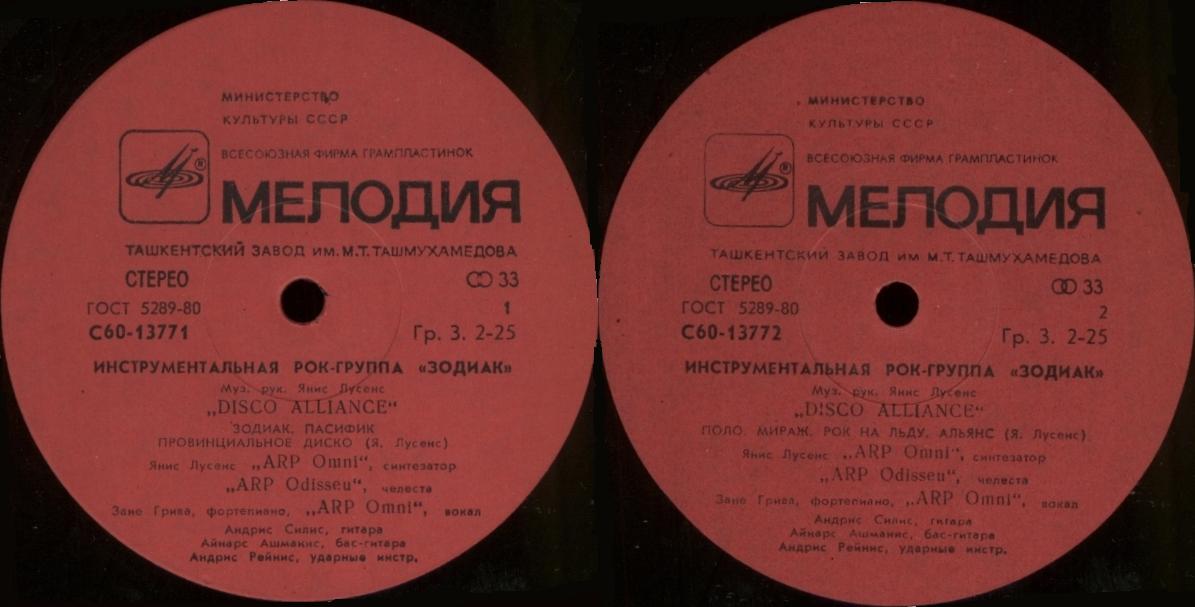 МИНИСТЕРСТВО
КУЛЬТУРЫ СССР
ВСЕСОЮЗНАЯ ФИРМА ГРАМПЛАСТИНОК
®
МЕЛОДИЯ
ТАШКЕНТСКИЙ ЗАВОД ИМ. М.Т. ТАШМУХАМЕДОВА
СТЕРЕО 33
ГОСТ 5289-80 1
С60-13771 Гр. 3. 2-25
ИНСТРУМЕНТАЛЬНАЯ РОК-ГРУППА «ЗОДИАК»
Муз. рук. Янис Лусенс
„DISCO ALLIANCE“
ЗОДИАК. ПАСИФИК
ПРОВИНЦИАЛЬНОЕ ДИСКО (Я. Лусенс)
Янис Лусенс „ARP Omni“, синтезатор
„ARP Odisseu“, челеста
Зане Грива, фортепиано, „ARP Omni“, вокал
Андрис Силис, гитара
Айнарс Ашманис, бас-гитара
Андрис Рейнис, ударные инстр.
МИНИСТЕРСТВО
КУЛЬТУРЫ СССР
ВСЕСОЮЗНАЯ ФИРМА ГРАМПЛАСТИНОК
®
МЕЛОДИЯ
ТАШКЕНТСКИЙ ЗАВОД ИМ М.Т. ТАШМУХАМЕДОВА
СТЕРЕО 33
ГОСТ 5289-80 2
С60-13772 Гр. 3. 2-25
ИНСТРУМЕНТАЛЬНАЯ РОК-ГРУППА «ЗОДИАК»
Муз. рук. Янис Лусенс
„DISCO ALLIANCE“
ПОЛО. МИРАЖ. РОК НА ЛЬДУ. АЛЬЯНС (Я. Лусенс)
Янис Лусенс „ARP Omni“, синтезатор
„ARP Odisseu“, челеста
Зане Грива, фортепиано, „ARP Omni“, вокал
Андрис Силис, гитара
Айнарс Ашманис, бас-гитара
Андрис Рейнис, ударные инстр.